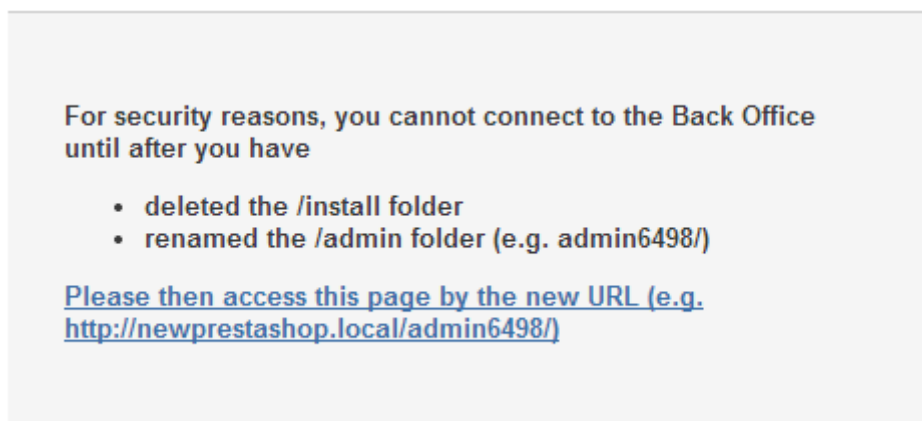 For security reasons, you cannot connect to the Back Office
until after you have
• deleted the /install folder
• renamed the /admin folder (e.g. admin6498/)
Please then access this page by the new URL (e.g.
http://newprestashop.local/admin6498/)